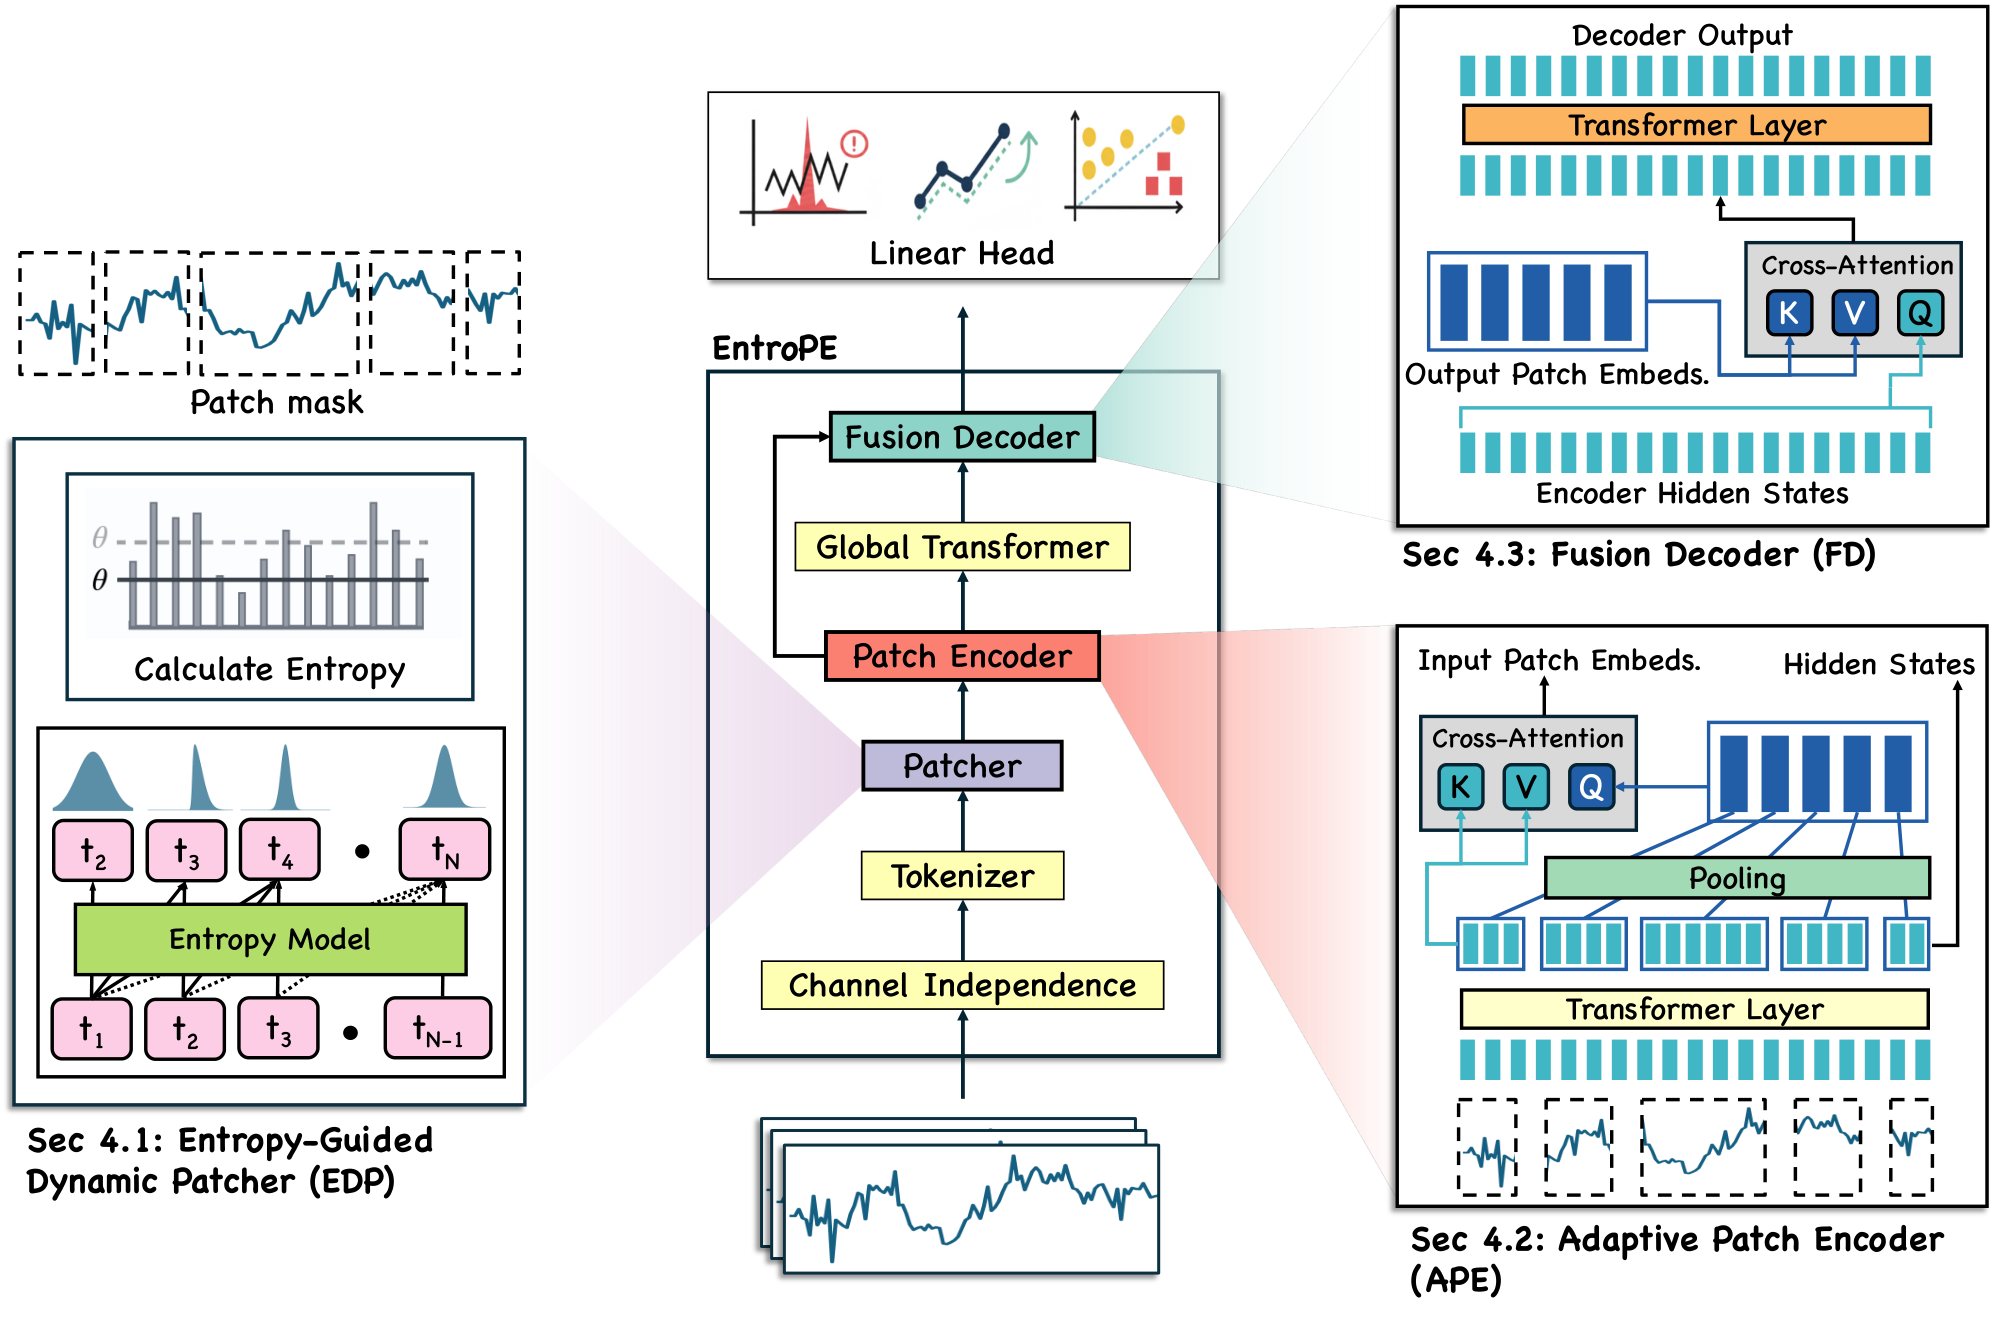 Patch mask
θ
θ
Calculate Entropy
t2
t3
t4
tN
Entropy Model
t1
t2
t3
tN-1
Sec 4.1: Entropy-Guided
Dynamic Patcher (EDP)
!
Linear Head
EntroPE
Fusion Decoder
Global Transformer
Patch Encoder
Patcher
Tokenizer
Channel Independence
Decoder Output
Transformer Layer
Cross-Attention
K V Q
Output Patch Embeds.
Encoder Hidden States
Sec 4.3: Fusion Decoder (FD)
Input Patch Embeds.
Hidden States
Cross-Attention
K V Q
Pooling
Transformer Layer
Sec 4.2: Adaptive Patch Encoder
(APE)